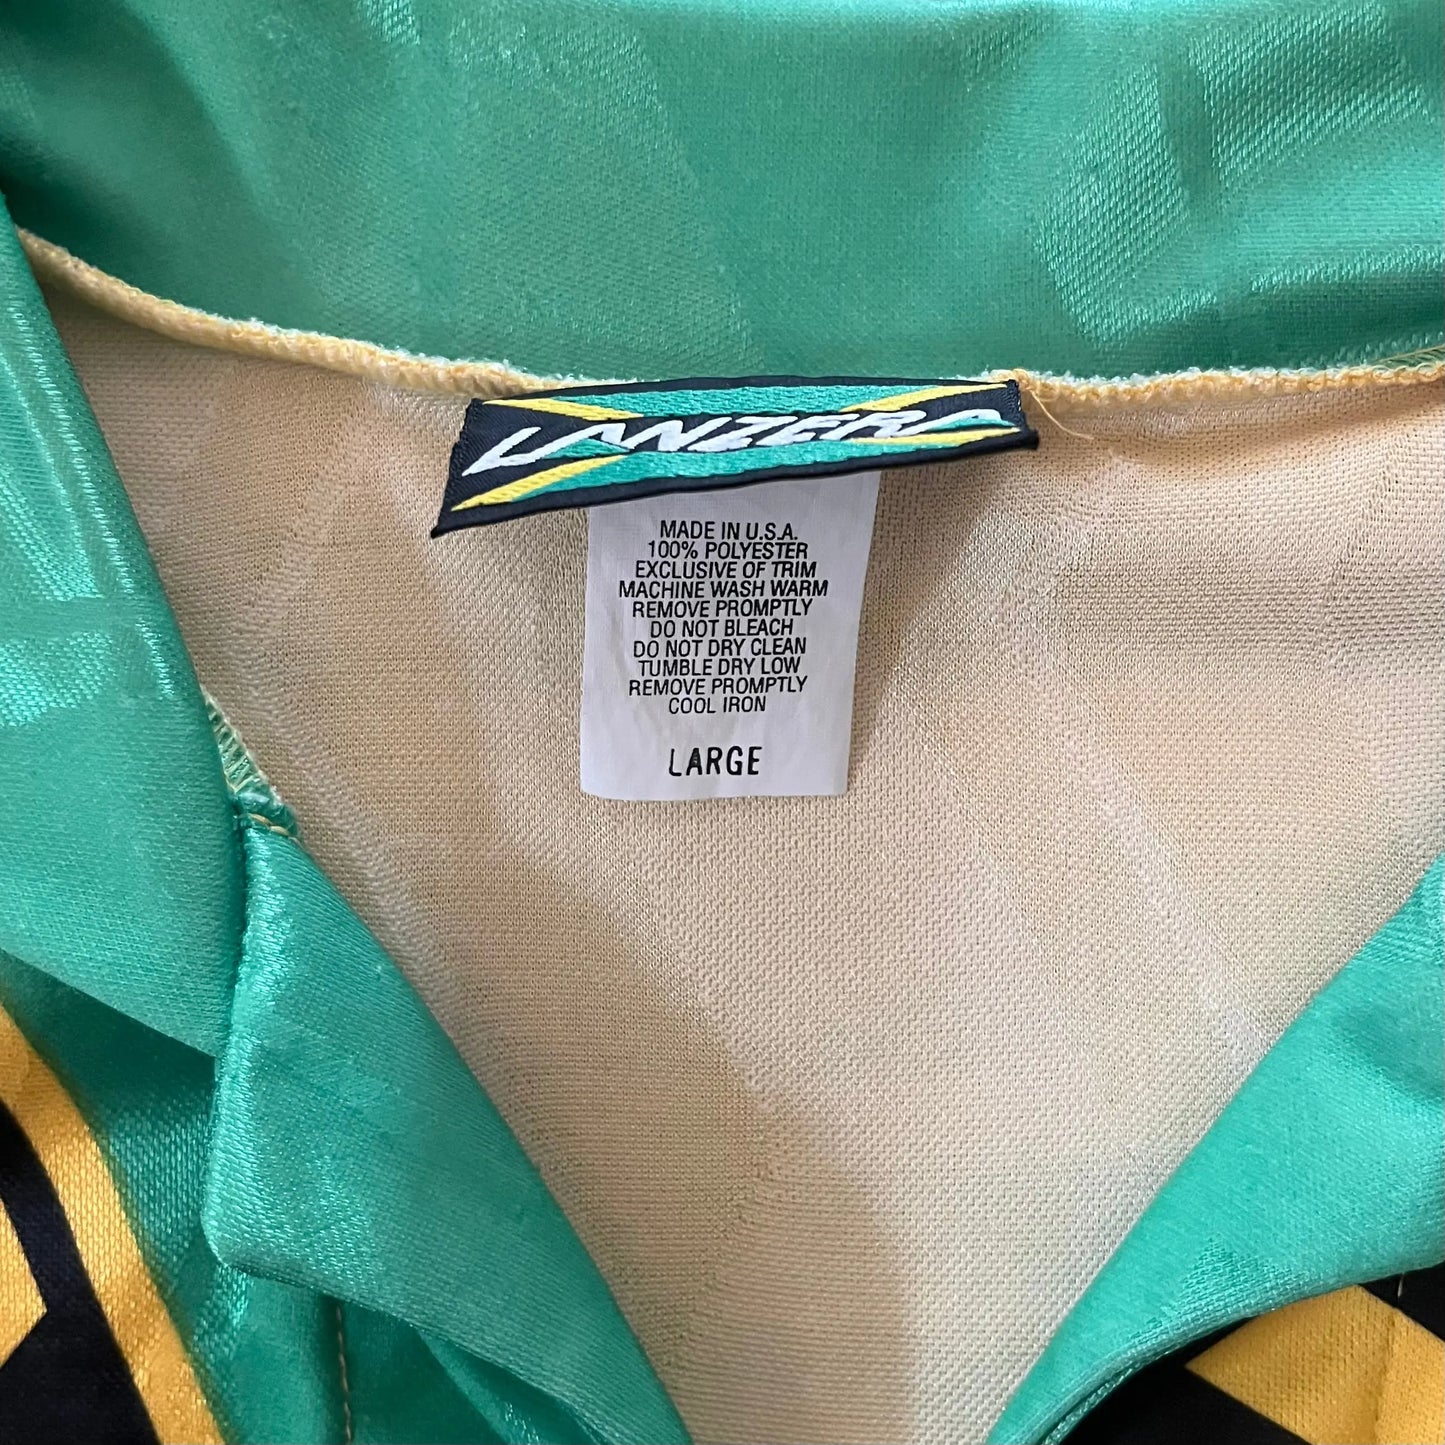 LANZERA
MADE IN U.S.A.
100% POLYESTER
EXCLUSIVE OF TRIM
MACHINE WASH WARM
REMOVE PROMPTLY
DO NOT BLEACH
DO NOT DRY CLEAN
TUMBLE DRY LOW
REMOVE PROMPTLY
COOL IRON
LARGE